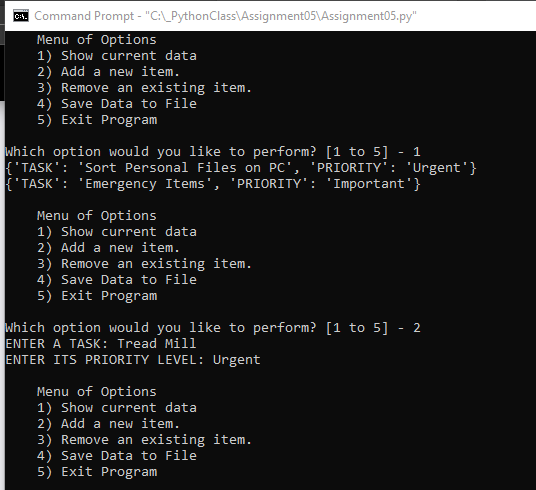 Command Prompt - "C:\_PythonClass\Assignment05\Assignment05.py"
Menu of Options
1) Show current data
2) Add a new item.
3) Remove an existing item.
4) Save Data to File
5) Exit Program
Which option would you like to perform? [1 to 5] - 1
{'TASK': 'Sort Personal Files on PC', 'PRIORITY': 'Urgent'}
{'TASK': 'Emergency Items', 'PRIORITY': 'Important'}
Menu of Options
1) Show current data
2) Add a new item.
3) Remove an existing item.
4) Save Data to File
5) Exit Program
Which option would you like to perform? [1 to 5] - 2
ENTER A TASK: Tread Mill
ENTER ITS PRIORITY LEVEL: Urgent
Menu of Options
1) Show current data
2) Add a new item.
3) Remove an existing item.
4) Save Data to File
5) Exit Program